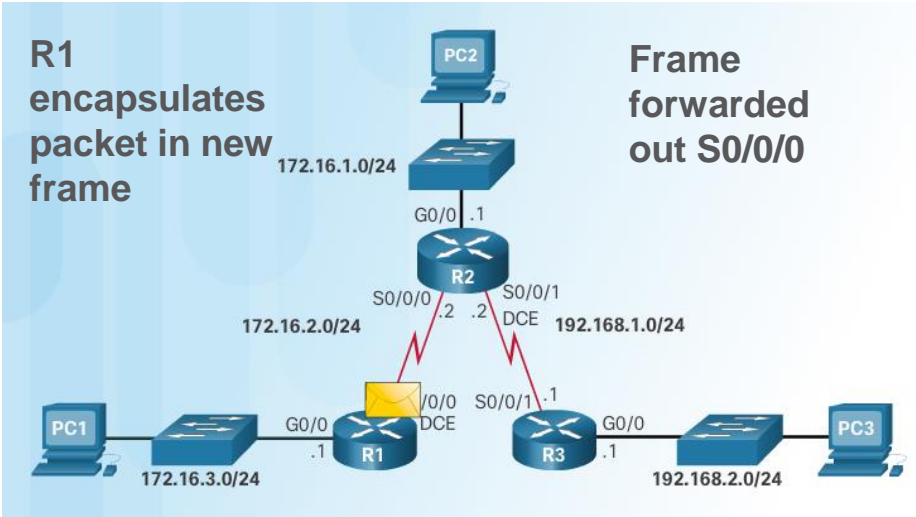 R1
encapsulates
packet in new
frame
Frame
forwarded
out S0/0/0
PC2
172.16.1.0/24
G0/0 .1
R2
S0/0/0 .2
.2 S0/0/1
DCE
172.16.2.0/24
192.168.1.0/24
/0/0
DCE
S0/0/1 .1
PC1
G0/0
.1
R1
172.16.3.0/24
R3
G0/0
.1
PC3
192.168.2.0/24